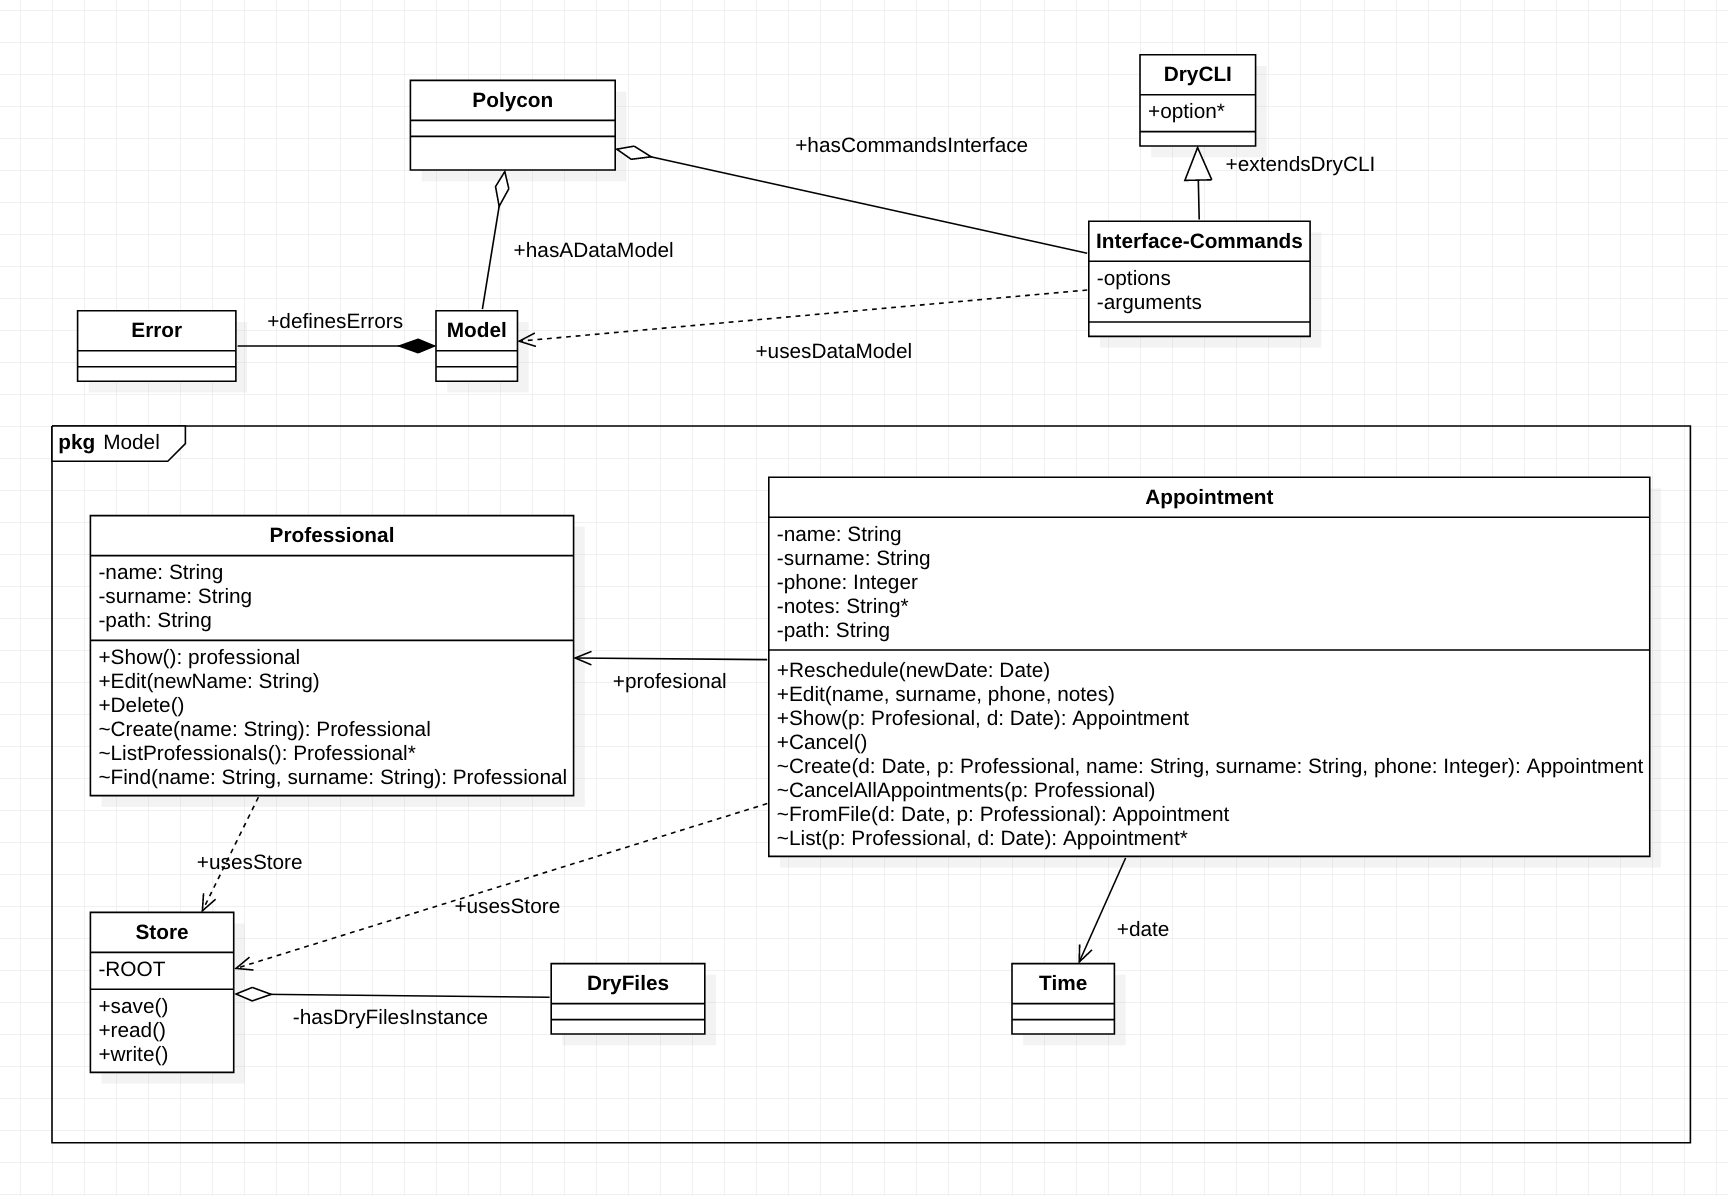 DryCLI
+option*
Polycon
+hasCommandsInterface
+extendsDryCLI
Interface-Commands
-options
-arguments
+hasADataModel
+definesErrors
Error
Model
+usesDataModel
pkg Model
Appointment
-name: String
-surname: String
-phone: Integer
-notes: String*
-path: String
+Reschedule(newDate: Date)
+Edit(name, surname, phone, notes)
+Show(p: Profesional, d: Date): Appointment
+Cancel()
~Create(d: Date, p: Professional, name: String, surname: String, phone: Integer): Appointment
~CancelAllAppointments(p: Professional)
~FromFile(d: Date, p: Professional): Appointment
~List(p: Professional, d: Date): Appointment*
Professional
-name: String
-surname: String
-path: String
+Show(): professional
+Edit(newName: String)
+Delete()
~Create(name: String): Professional
~ListProfessionals(): Professional*
~Find(name: String, surname: String): Professional
+profesional
+usesStore
+usesStore
+date
Store
-ROOT
+save()
+read()
+write()
-hasDryFilesInstance
DryFiles
Time